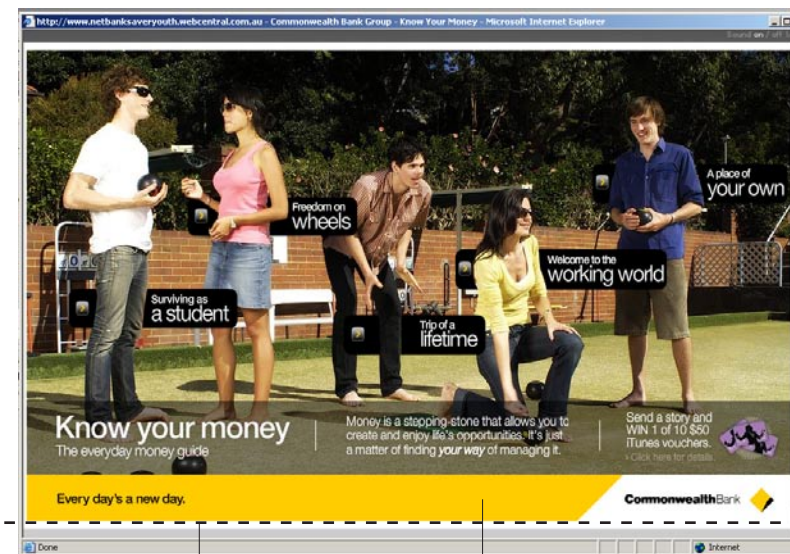 http://www.netbanksaveryouth.webcentral.com.au - Commonwealth Bank Group - Know Your Money - Microsoft Internet Explorer
Sound on / off
A place of
your own
Freedom on
wheels
Welcome to the
working world
Surviving as
a student
Trip of a
lifetime
Know your money
The everyday money guide
Money is a stepping-stone that allows you to
create and enjoy life's opportunities. It's just
a matter of finding your way of managing it.
Send a story and
WIN 1 of 10 $50
iTunes vouchers.
› Click here for details
Every day's a new day.
CommonwealthBank
Done
Internet